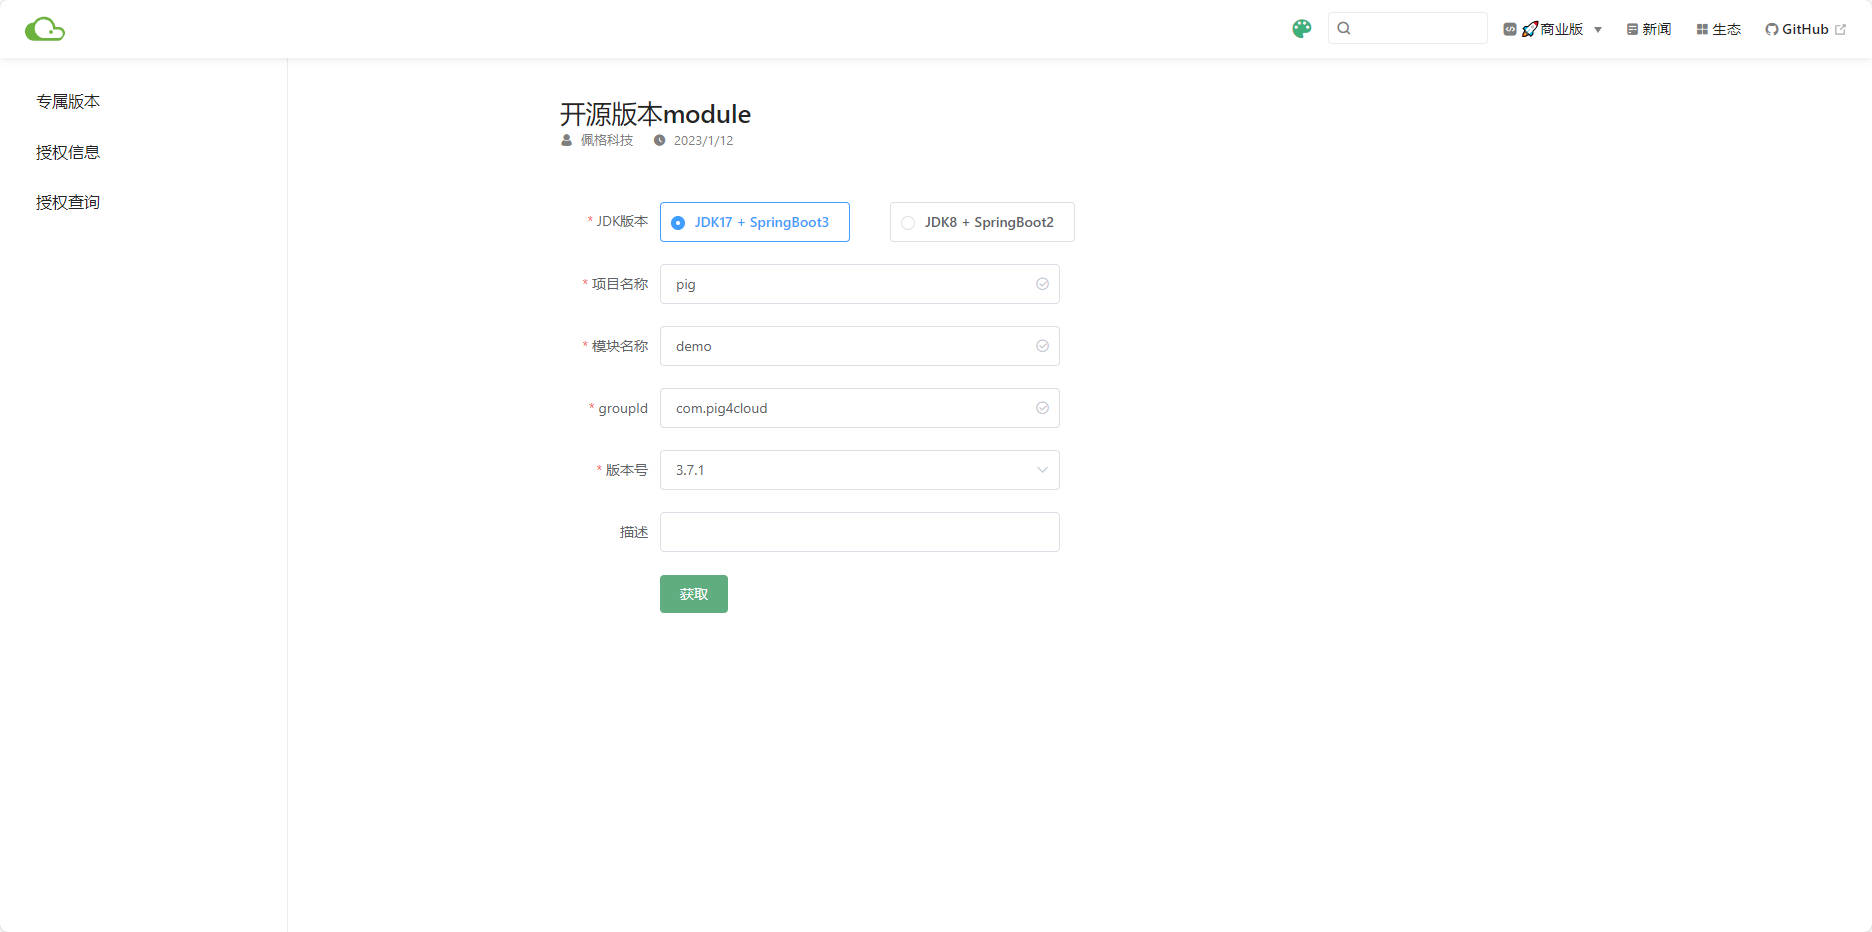 商业版
新闻
生态
GitHub
专属版本
授权信息
授权查询
开源版本module
佩格科技 2023/1/12
* JDK版本 JDK17 + SpringBoot3 JDK8 + SpringBoot2
* 项目名称 pig
* 模块名称 demo
* groupId com.pig4cloud
* 版本号 3.7.1
描述
获取